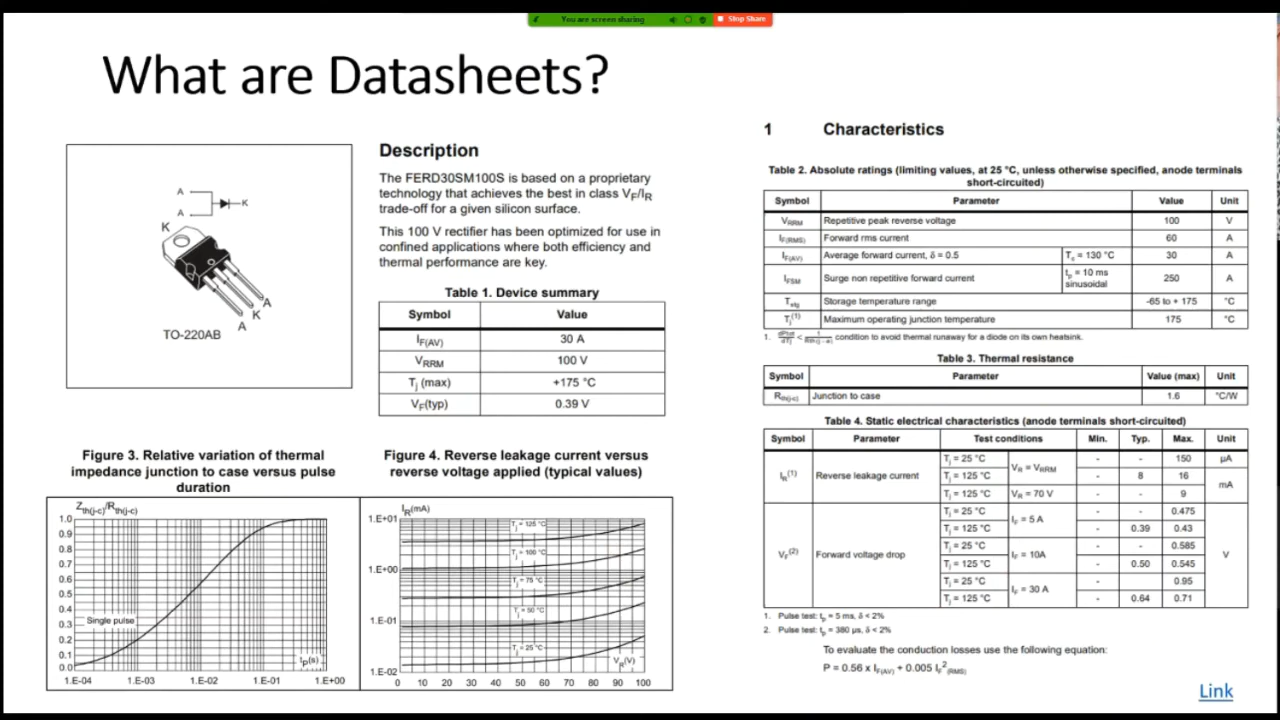 You are screen sharing
Stop Share
What are Datasheets?
A
A
K
K
A
K
A
TO-220AB
Description
The FERD30SM100S is based on a proprietary
technology that achieves the best in class VF/IR
trade-off for a given silicon surface.
This 100 V rectifier has been optimized for use in
confined applications where both efficiency and
thermal performance are key.
Table 1. Device summary
Symbol Value
IF(AV) 30 A
VRRM 100 V
Tj (max) +175 °C
VF(typ) 0.39 V
Figure 3. Relative variation of thermal
impedance junction to case versus pulse
duration
Zth(j-c)/Rth(j-c)
1.0
0.9
0.8
0.7
0.6
0.5
0.4
0.3
0.2
0.1
0.0
Single pulse
tP(s)
1.E-04 1.E-03 1.E-02 1.E-01 1.E+00
Figure 4. Reverse leakage current versus
reverse voltage applied (typical values)
IR(mA)
1.E+01
Tj = 125 °C
Tj = 100 °C
1.E+00
Tj = 75 °C
Tj = 50 °C
1.E-01
Tj = 25 °C
VR(V)
1.E-02
0 10 20 30 40 50 60 70 80 90 100
1 Characteristics
Table 2. Absolute ratings (limiting values, at 25 °C, unless otherwise specified, anode terminals
short-circuited)
Symbol Parameter Value Unit
VRRM Repetitive peak reverse voltage 100 V
IF(RMS) Forward rms current 60 A
IF(AV) Average forward current, δ = 0.5 Tc = 130 °C 30 A
IFSM Surge non repetitive forward current tp = 10 ms sinusoidal 250 A
Tstg Storage temperature range -65 to + 175 °C
Tj(1) Maximum operating junction temperature 175 °C
1. condition to avoid thermal runaway for a diode on its own heatsink.
Table 3. Thermal resistance
Symbol Parameter Value (max) Unit
Rth(j-c) Junction to case 1.6 °C/W
Table 4. Static electrical characteristics (anode terminals short-circuited)
Symbol Parameter Test conditions Min. Typ. Max. Unit
IR(1) Reverse leakage current Tj = 25 °C VR = VRRM - - 150 µA
Tj = 125 °C - 8 16 mA
Tj = 125 °C VR = 70 V - - 9
VF(2) Forward voltage drop Tj = 25 °C IF = 5 A - - 0.475 V
Tj = 125 °C - 0.39 0.43
Tj = 25 °C IF = 10A - - 0.585
Tj = 125 °C - 0.50 0.545
Tj = 25 °C IF = 30 A - 0.95
Tj = 125 °C - 0.64 0.71
1. Pulse test: tp = 5 ms, δ < 2%
2. Pulse test: tp = 380 µs, δ < 2%
To evaluate the conduction losses use the following equation:
P = 0.56 x IF(AV) + 0.005 IF2(RMS)
Link